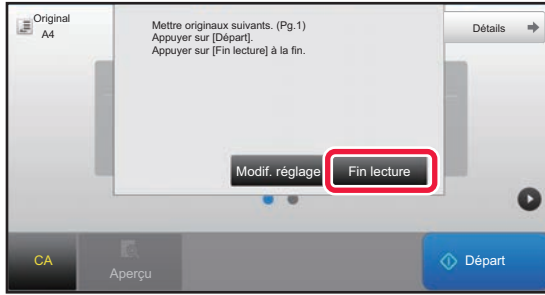 Original
A4
Mettre originaux suivants. (Pg.1)
Appuyer sur [Départ].
Appuyer sur [Fin lecture] à la fin.
Détails
Modif. réglage
Fin lecture
CA
Aperçu
Départ